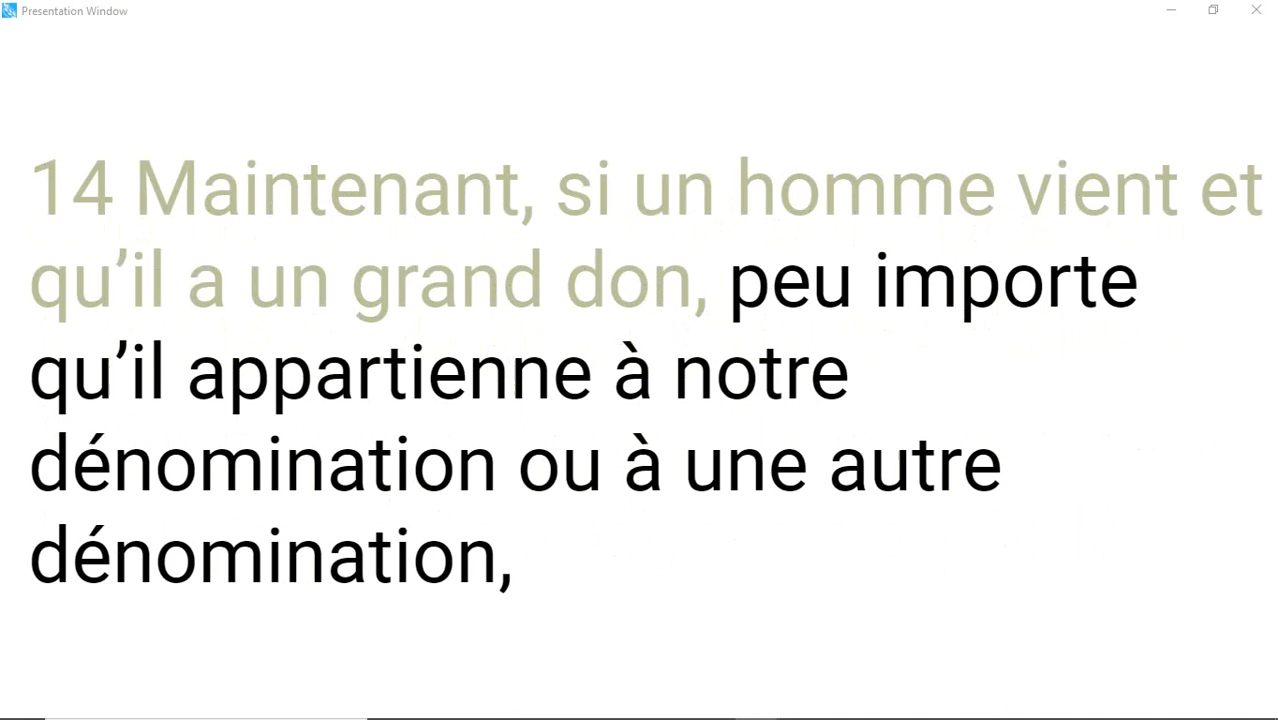 Presentation Window
14 Maintenant, si un homme vient et
qu’il a un grand don, peu importe
qu’il appartienne à notre
dénomination ou à une autre
dénomination,